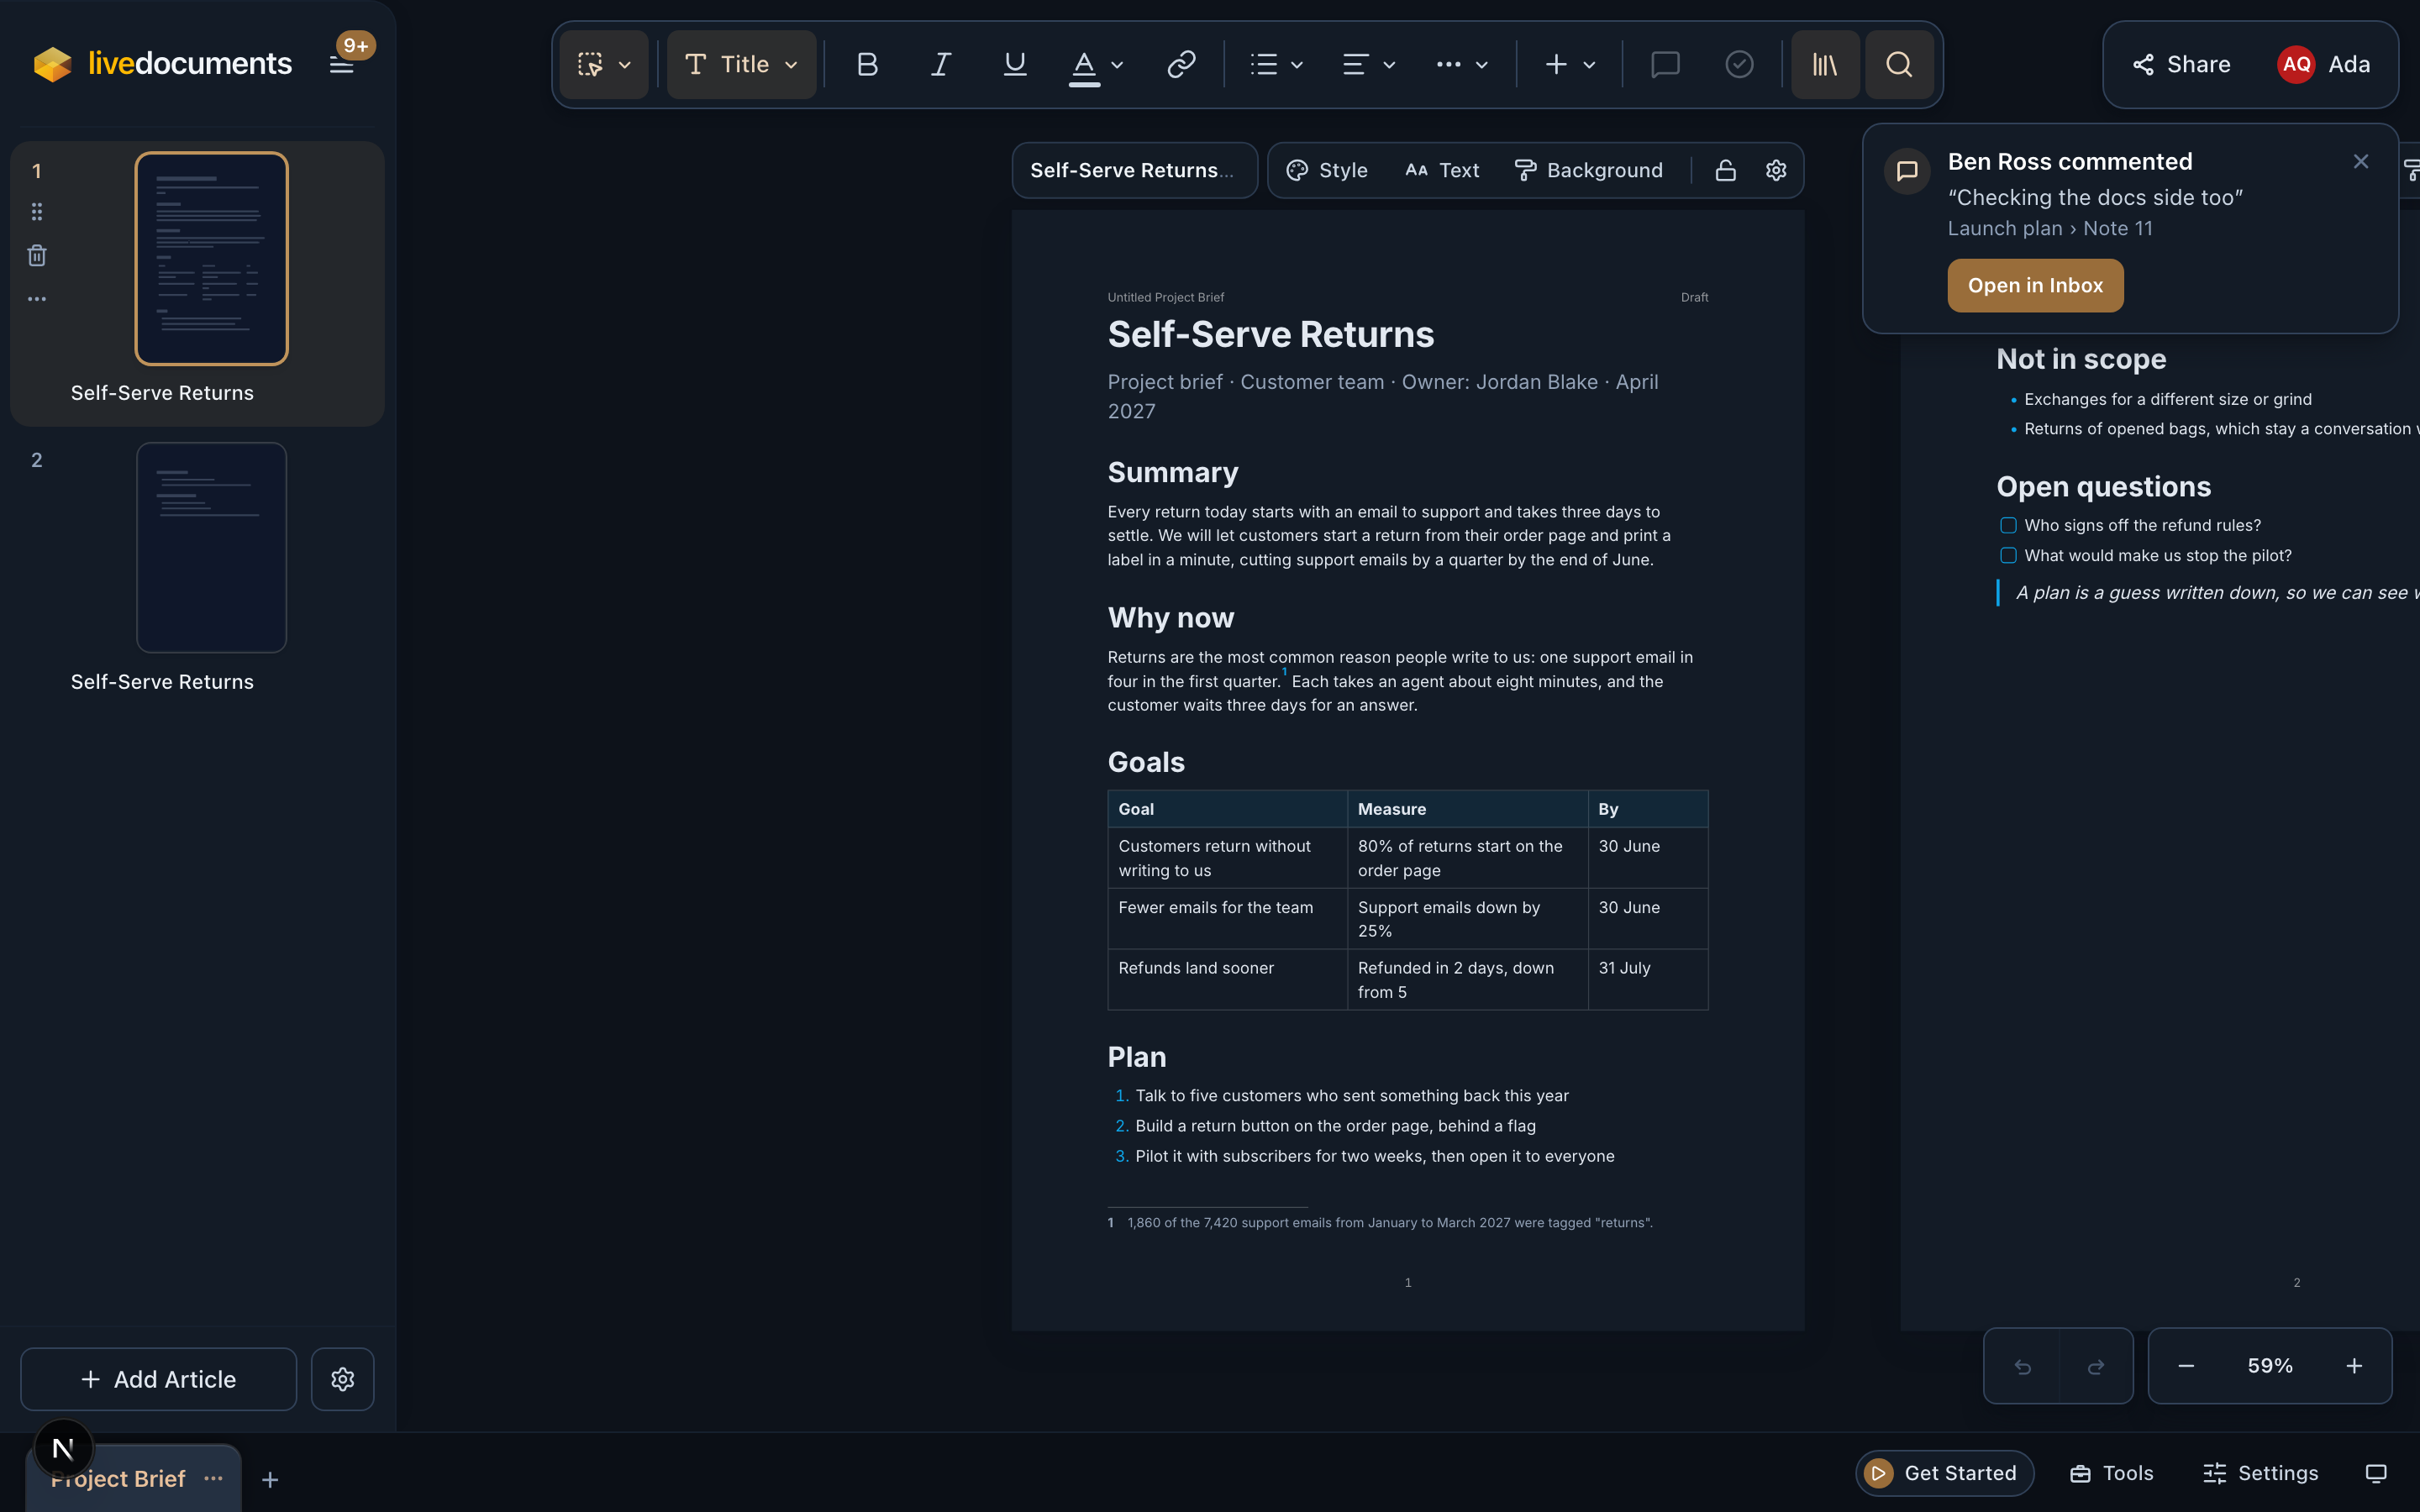 livedocuments
9+
1
Self-Serve Returns
2
Self-Serve Returns
Add Article
Title
Share
AQ
Ada
Self-Serve Returns...
Style
Text
Background
Ben Ross commented
“Checking the docs side too”
Launch plan › Note 11
Open in Inbox
Untitled Project Brief
Draft
Self-Serve Returns
Project brief · Customer team · Owner: Jordan Blake · April
2027
Summary
Every return today starts with an email to support and takes three days to
settle. We will let customers start a return from their order page and print a
label in a minute, cutting support emails by a quarter by the end of June.
Why now
Returns are the most common reason people write to us: one support email in
four in the first quarter.1 Each takes an agent about eight minutes, and the
customer waits three days for an answer.
Goals
Goal Measure By
Customers return without 80% of returns start on the 30 June
writing to us order page
Fewer emails for the team Support emails down by 30 June
25%
Refunds land sooner Refunded in 2 days, down 31 July
from 5
Plan
1. Talk to five customers who sent something back this year
2. Build a return button on the order page, behind a flag
3. Pilot it with subscribers for two weeks, then open it to everyone
1 1,860 of the 7,420 support emails from January to March 2027 were tagged "returns".
1
Not in scope
• Exchanges for a different size or grind
• Returns of opened bags, which stay a conversation
Open questions
Who signs off the refund rules?
What would make us stop the pilot?
A plan is a guess written down, so we can see
2
59%
N
Project Brief
Get Started
Tools
Settings